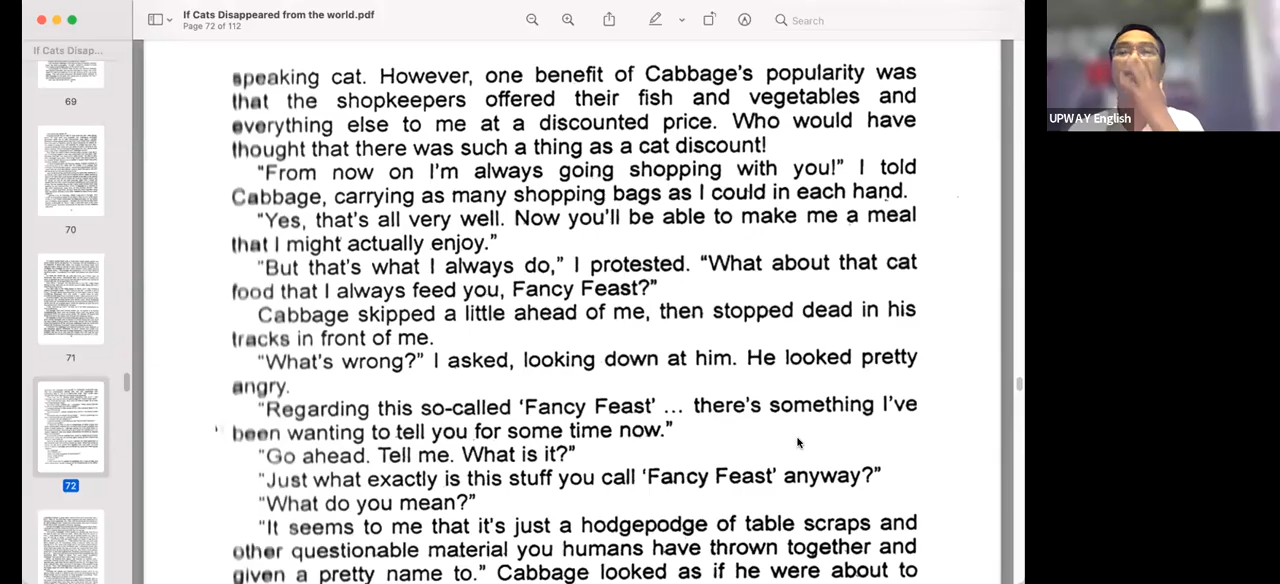 If Cats Disappeared from the world.pdf
Page 72 of 112
Search
If Cats Disap...
69
70
71
72
speaking cat. However, one benefit of Cabbage's popularity was
that the shopkeepers offered their fish and vegetables and
everything else to me at a discounted price. Who would have
thought that there was such a thing as a cat discount!
"From now on I'm always going shopping with you!" I told
Cabbage, carrying as many shopping bags as I could in each hand.
"Yes, that's all very well. Now you'll be able to make me a meal
that I might actually enjoy."
"But that's what I always do," I protested. "What about that cat
food that I always feed you, Fancy Feast?"
Cabbage skipped a little ahead of me, then stopped dead in his
tracks in front of me.
"What's wrong?" I asked, looking down at him. He looked pretty
angry.
"Regarding this so-called 'Fancy Feast' ... there's something I've
been wanting to tell you for some time now."
"Go ahead. Tell me. What is it?"
"Just what exactly is this stuff you call 'Fancy Feast' anyway?"
"What do you mean?"
"It seems to me that it's just a hodgepodge of table scraps and
other questionable material you humans have thrown together and
given a pretty name to." Cabbage looked as if he were about to
UPWAY English